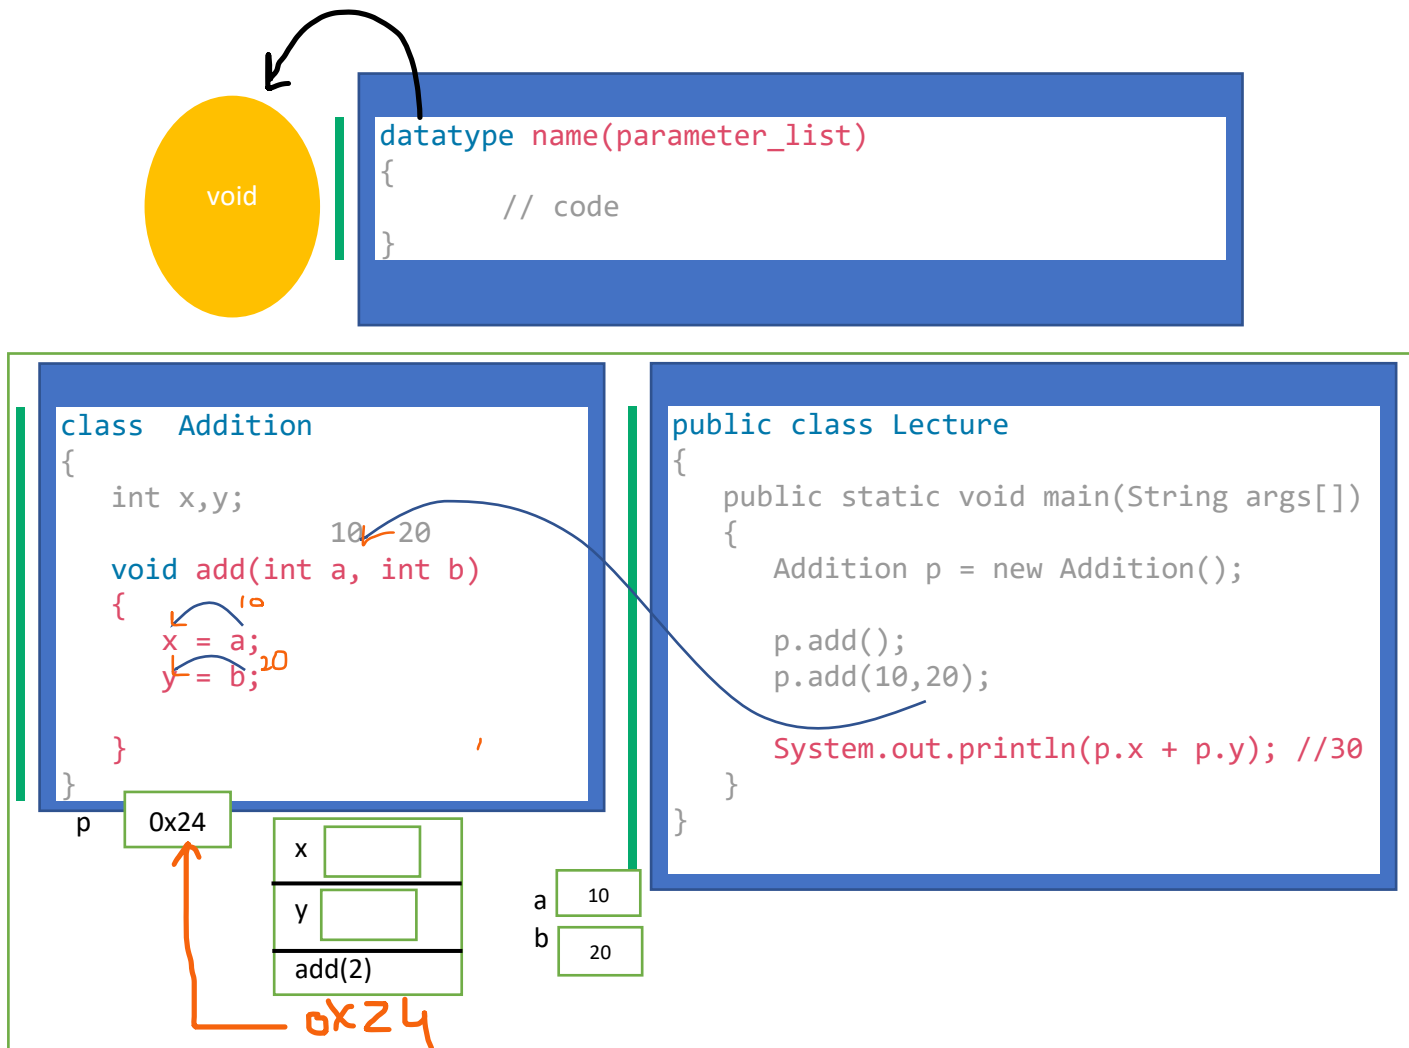 void
datatype name(parameter_list)
{
// code
}
class  Addition
{
int x,y;
10  20
void add(int a, int b)
{
10
x = a;
20
y = b;
}
}
public class Lecture
{
public static void main(String args[])
{
Addition p = new Addition();
p.add();
p.add(10,20);
System.out.println(p.x + p.y); //30
}
}
p
0x24
x
y
add(2)
0x24
a
10
b
20